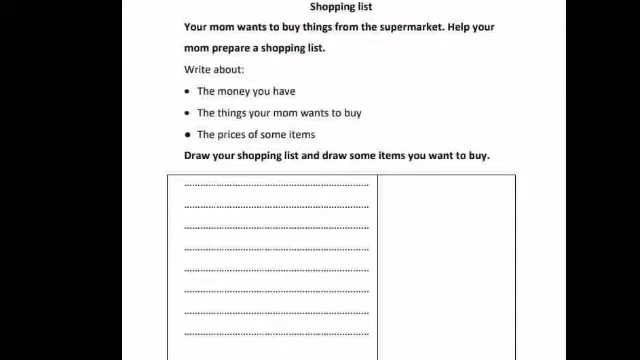 Shopping list
Your mom wants to buy things from the supermarket. Help your
mom prepare a shopping list.
Write about:
• The money you have
• The things your mom wants to buy
• The prices of some items
Draw your shopping list and draw some items you want to buy.